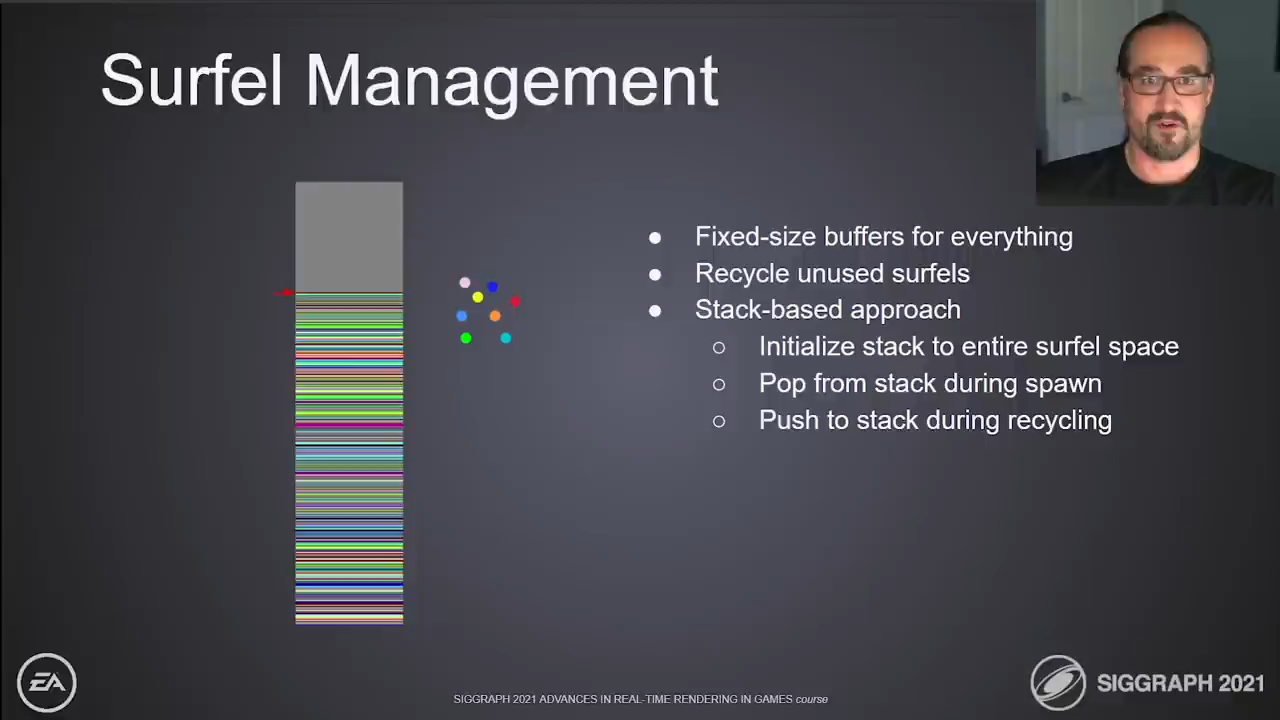 Surfel Management
● Fixed-size buffers for everything
● Recycle unused surfels
● Stack-based approach
○ Initialize stack to entire surfel space
○ Pop from stack during spawn
○ Push to stack during recycling
EA
SIGGRAPH 2021 ADVANCES IN REAL-TIME RENDERING IN GAMES course
SIGGRAPH 2021